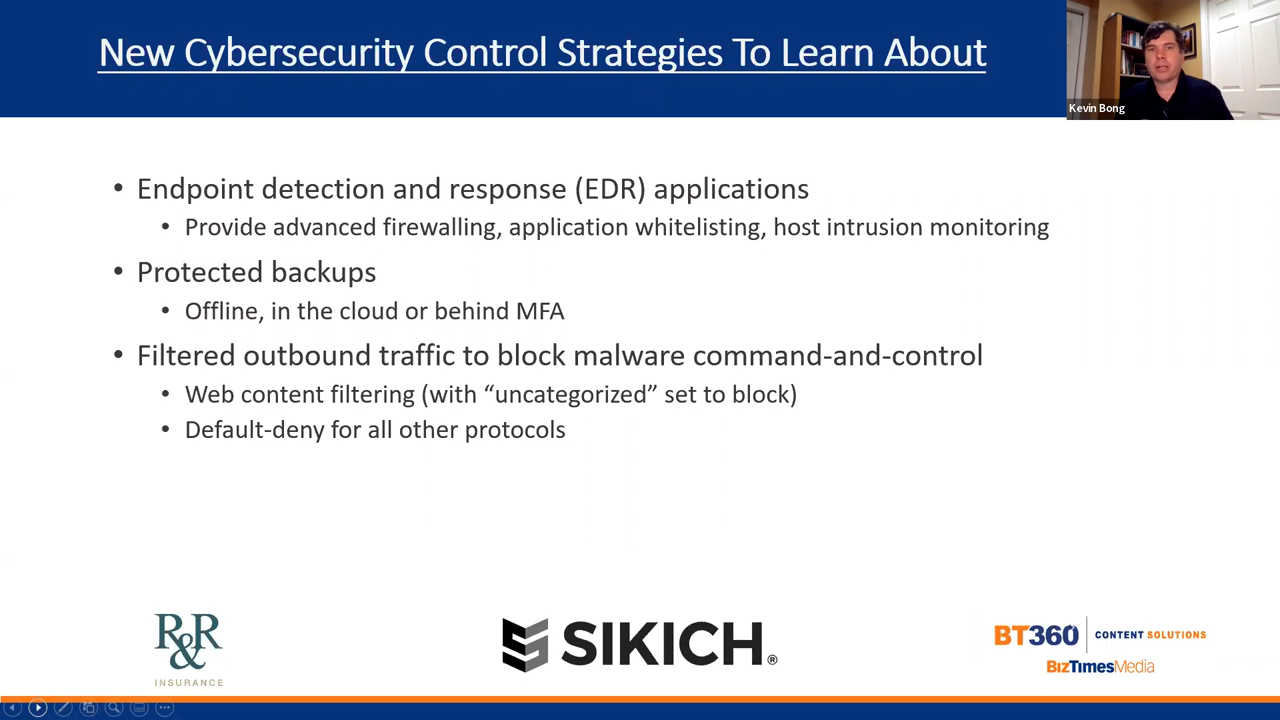 New Cybersecurity Control Strategies To Learn About
Kevin Bong
• Endpoint detection and response (EDR) applications
• Provide advanced firewalling, application whitelisting, host intrusion monitoring
• Protected backups
• Offline, in the cloud or behind MFA
• Filtered outbound traffic to block malware command-and-control
• Web content filtering (with “uncategorized” set to block)
• Default-deny for all other protocols
R&R
INSURANCE
SIKICH®
BT360 CONTENT SOLUTIONS
BizTimesMedia